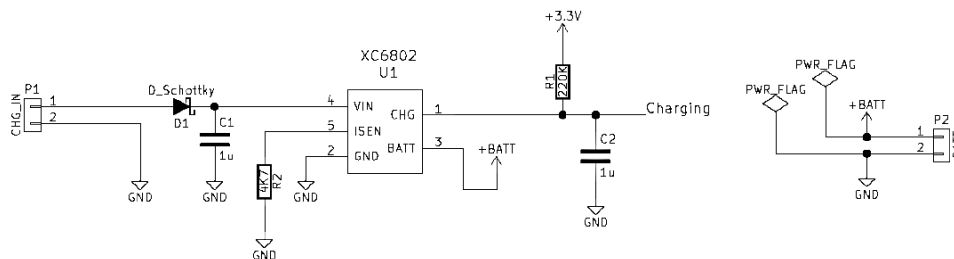 +3.3V
XC6802
U1
PWR_FLAG
PWR_FLAG
P1
CHG_IN
1
2
D_Schottky
D1
C1
1u
4
VIN
5
ISEN
2
GND
CHG
1
BATT
3
R1
220K
Charging
+BATT
C2
1u
+BATT
P2
1
2
4K7
R2
GND
GND
GND
GND
GND
GND